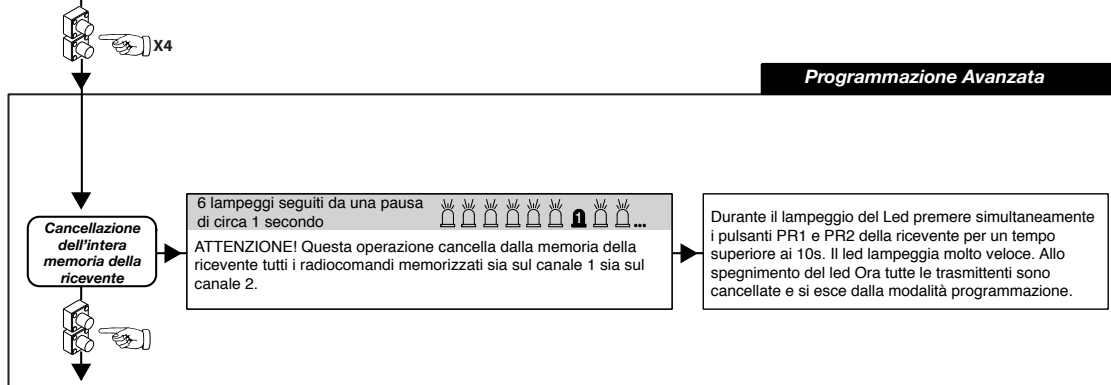 X4
Programmazione Avanzata
Cancellazione
dell'intera
memoria della
ricevente
6 lampeggi seguiti da una pausa
di circa 1 secondo
1
...
ATTENZIONE! Questa operazione cancella dalla memoria della
ricevente tutti i radiocomandi memorizzati sia sul canale 1 sia sul
canale 2.
Durante il lampeggio del Led premere simultaneamente
i pulsanti PR1 e PR2 della ricevente per un tempo
superiore ai 10s. Il led lampeggia molto veloce. Allo
spegnimento del led Ora tutte le trasmittenti sono
cancellate e si esce dalla modalità programmazione.